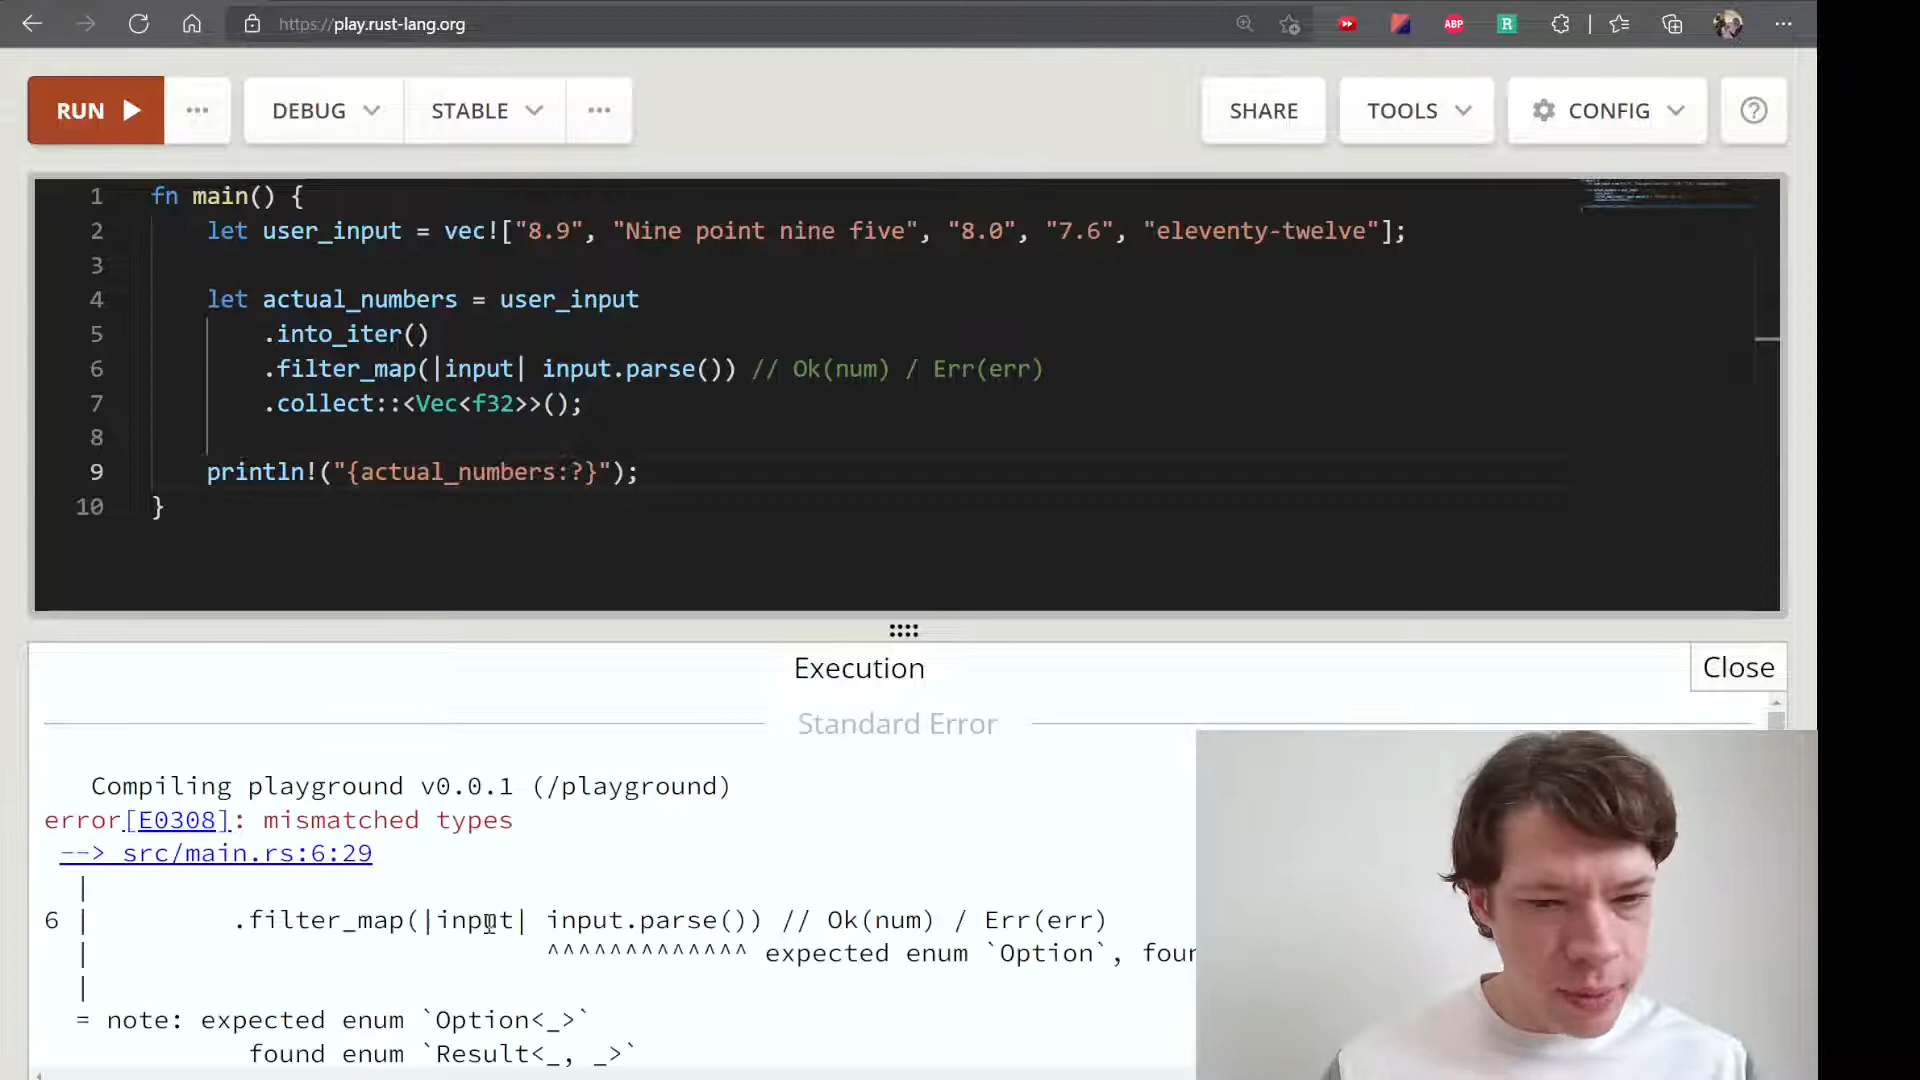 https://play.rust-lang.org
ABP
R
RUN
DEBUG
STABLE
SHARE
TOOLS
CONFIG
1 fn main() {
2 let user_input = vec!["8.9", "Nine point nine five", "8.0", "7.6", "eleventy-twelve"];
3
4 let actual_numbers = user_input
5 .into_iter()
6 .filter_map(|input| input.parse()) // Ok(num) / Err(err)
7 .collect::<Vec<f32>>();
8
9 println!("{actual_numbers:?}");
10 }
Execution
Close
Standard Error
Compiling playground v0.0.1 (/playground)
error[E0308]: mismatched types
--> src/main.rs:6:29
|
6 | .filter_map(|input| input.parse()) // Ok(num) / Err(err)
| ^^^^^^^^^^^^^ expected enum `Option`, foun
|
= note: expected enum `Option<_>`
found enum `Result<_, _>`